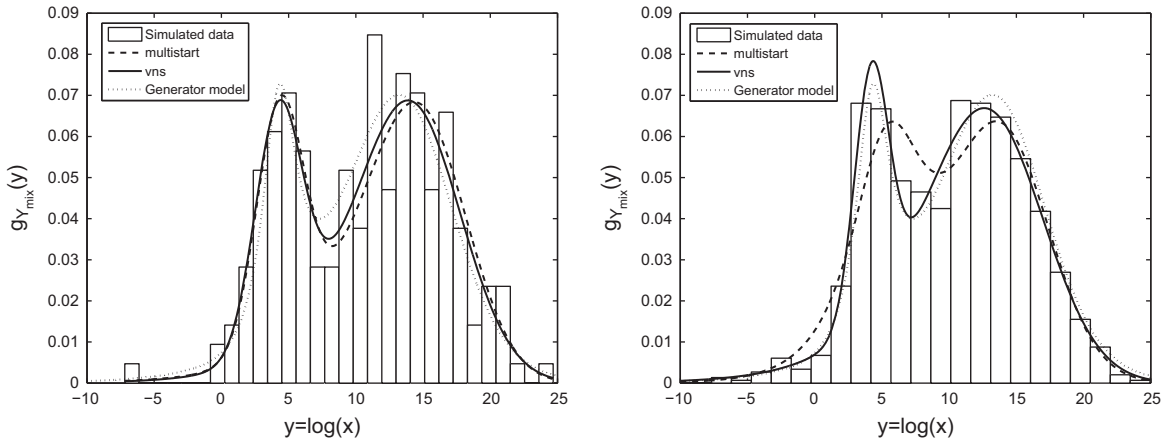 0.09
0.08
0.07
0.06
0.05
0.04
0.03
0.02
0.01
0
g_{Y_{mix}}(y)
Simulated data
multistart
vns
Generator model
−10 −5 0 5 10 15 20 25
y=log(x)
0.09
0.08
0.07
0.06
0.05
0.04
0.03
0.02
0.01
0
g_{Y_{mix}}(y)
Simulated data
multistart
vns
Generator model
−10 −5 0 5 10 15 20 25
y=log(x)